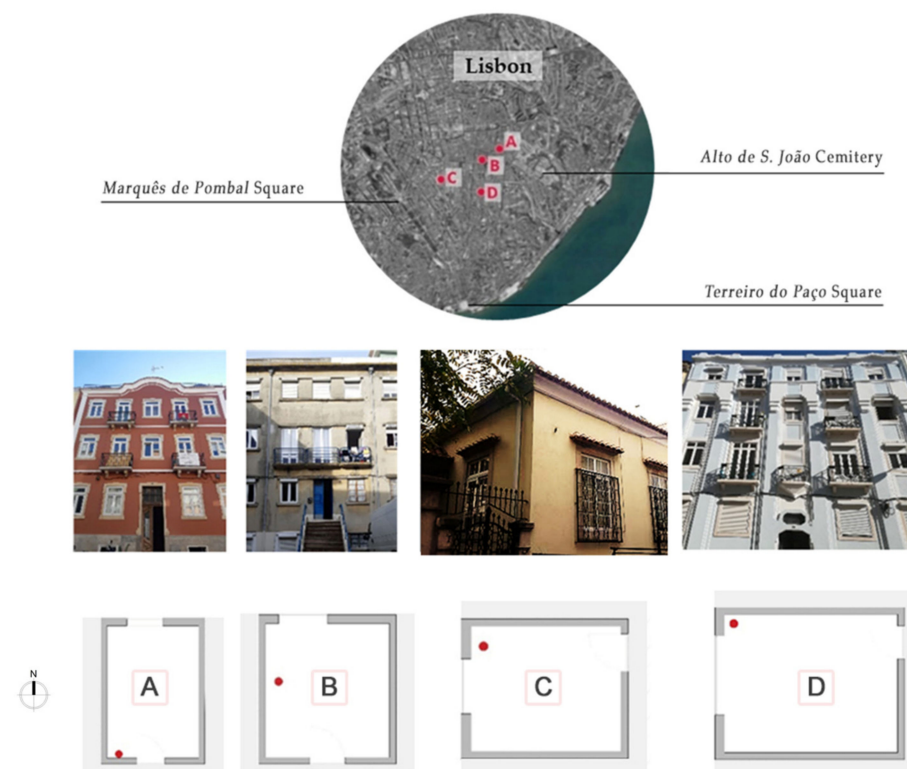 Lisbon
A
B
C
D
Alto de S. João Cemitery
Marquês de Pombal Square
Terreiro do Paço Square
N
A
B
C
D